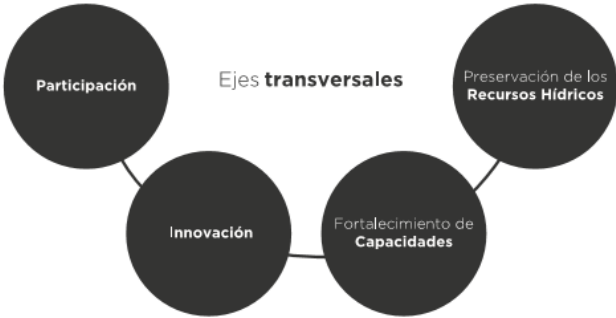 Ejes transversales
Participación
Innovación
Fortalecimiento de
Capacidades
Preservación de los
Recursos Hídricos